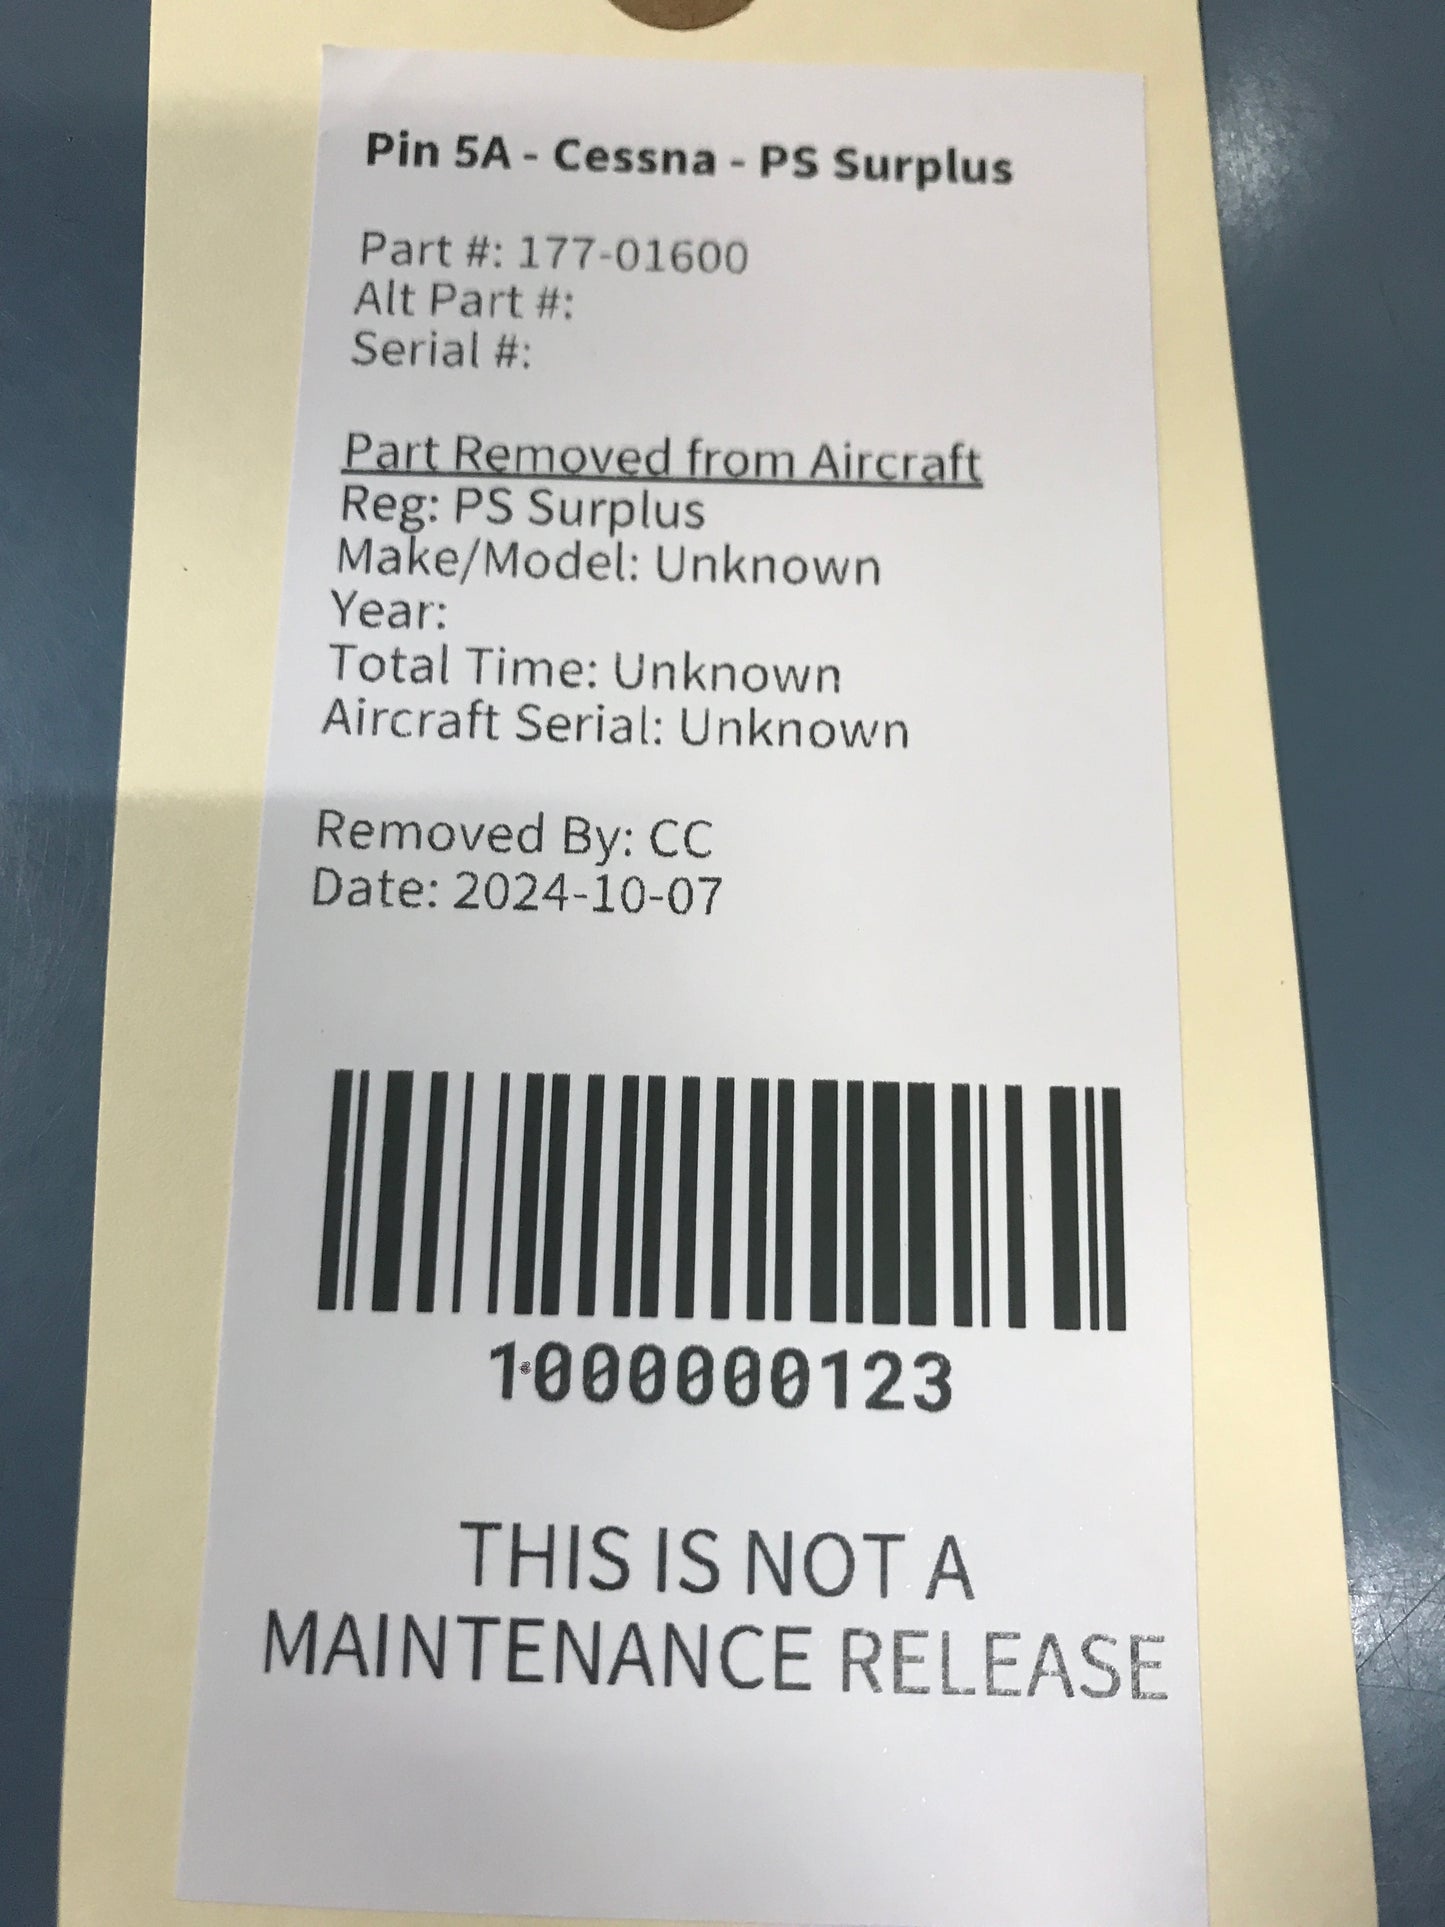 Pin 5A - Cessna - PS Surplus
Part #: 177-01600
Alt Part #:
Serial #:
Part Removed from Aircraft
Reg: PS Surplus
Make/Model: Unknown
Year:
Total Time: Unknown
Aircraft Serial: Unknown
Removed By: CC
Date: 2024-10-07
1000000123
THIS IS NOT A
MAINTENANCE RELEASE